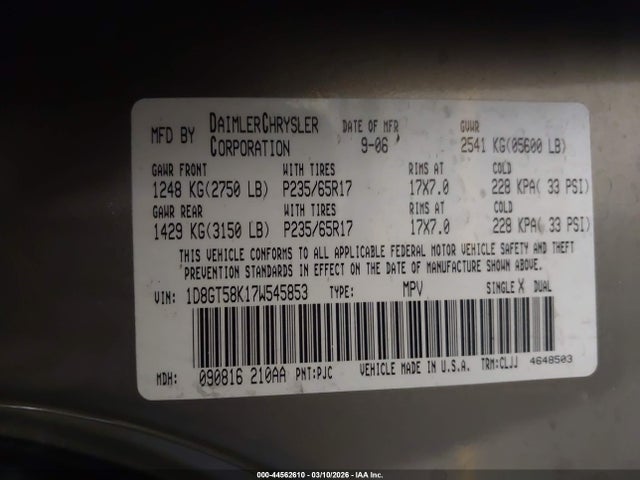 MFD BY DAIMLERCHRYSLER CORPORATION DATE OF MFR 9-06 GVWR 2541 KG(05600 LB)
GAWR FRONT WITH TIRES RIMS AT COLD
1248 KG(2750 LB) P235/65R17 17X7.0 228 KPA( 33 PSI)
GAWR REAR WITH TIRES RIMS AT COLD
1429 KG(3150 LB) P235/65R17 17X7.0 228 KPA( 33 PSI)
THIS VEHICLE CONFORMS TO ALL APPLICABLE FEDERAL MOTOR VEHICLE SAFETY AND THEFT
PREVENTION STANDARDS IN EFFECT ON THE DATE OF MANUFACTURE SHOWN ABOVE.
VIN: 1D8GT58K17W545853 TYPE: MPV SINGLE X DUAL
MDH: 090816 210AA PNT:PJC VEHICLE MADE IN U.S.A. TRM:CLJJ 4648503
000-44562610 - 03/10/2026 - IAA Inc.